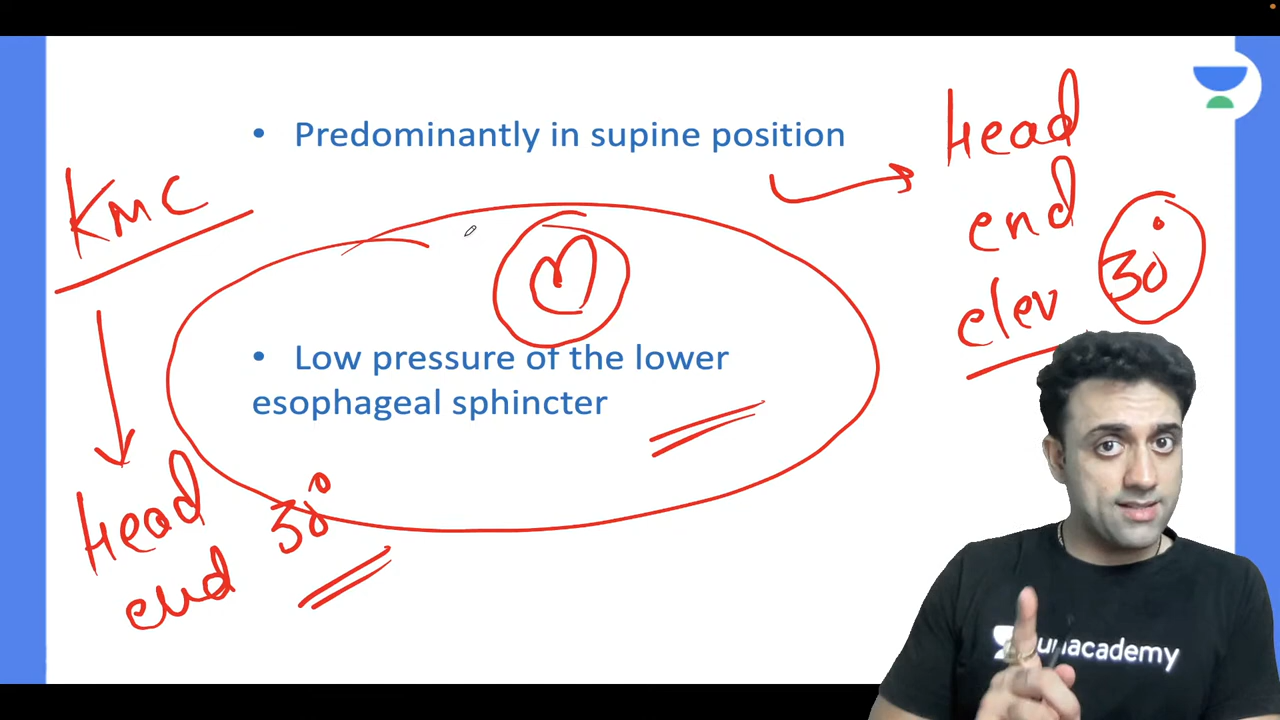 • Predominantly in supine position
Head
end
elev 30°
KMC
M
• Low pressure of the lower
esophageal sphincter
Head
end 30°
unacademy